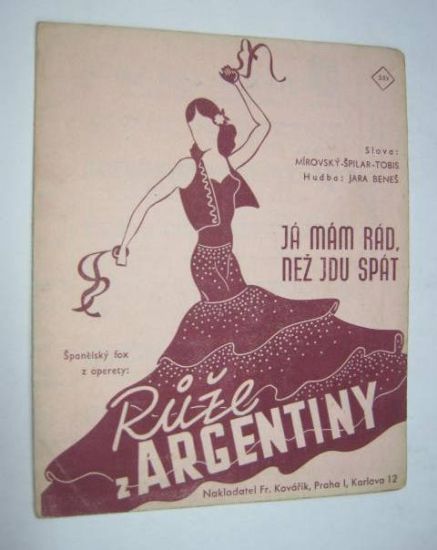 Slova:
MÍROVSKÝ-ŠPILAR-TOBIS
Hudba: JARA BENEŠ
JÁ MÁM RÁD,
NEŽ JDU SPÁT
Španělský fox
z operety:
Růže
z ARGENTINY
Nakladatel Fr. Kovářík, Praha I, Karlova 12